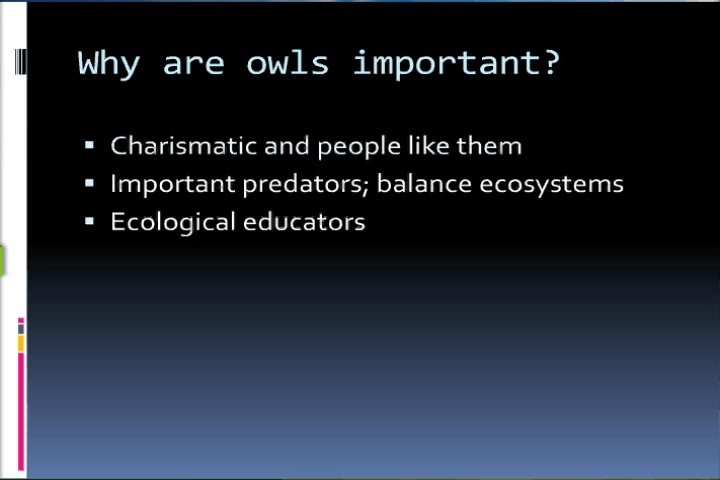 Why are owls important?
Charismatic and people like them
Important predators; balance ecosystems
Ecological educators